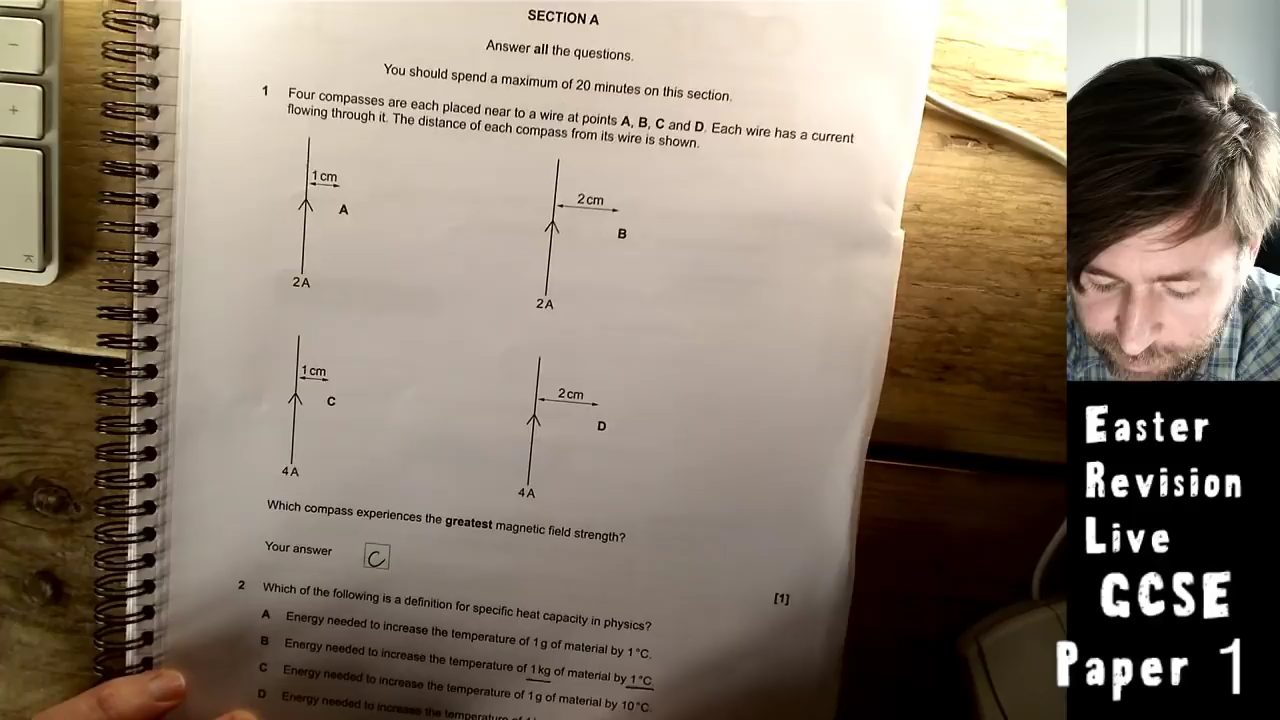 SECTION A
Answer all the questions.
You should spend a maximum of 20 minutes on this section.
1 Four compasses are each placed near to a wire at points A, B, C and D. Each wire has a current
flowing through it. The distance of each compass from its wire is shown.
1 cm
A
2 A
2 cm
B
2 A
1 cm
C
4 A
2 cm
D
4 A
Which compass experiences the greatest magnetic field strength?
Your answer C
[1]
2 Which of the following is a definition for specific heat capacity in physics?
A Energy needed to increase the temperature of 1 g of material by 1 °C.
B Energy needed to increase the temperature of 1 kg of material by 1 °C.
C Energy needed to increase the temperature of 1 g of material by 10 °C.
D Energy needed to increase the temperature of
Easter
Revision
Live
GCSE
Paper 1